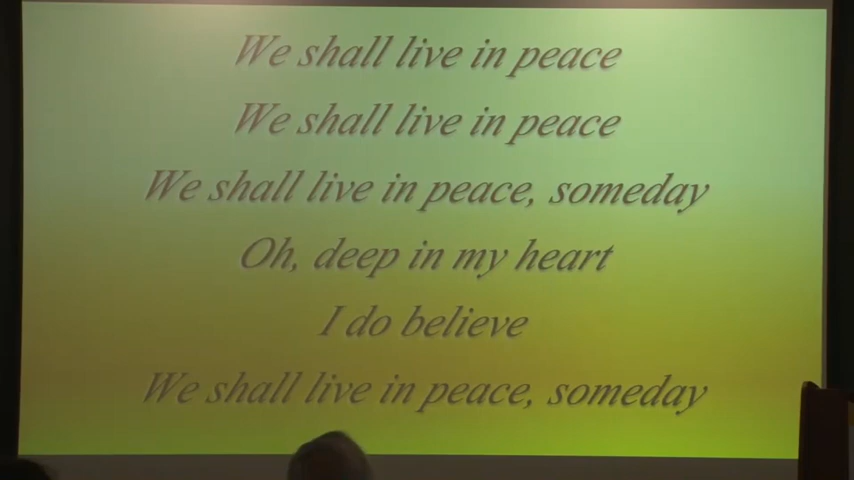 We shall live in peace
We shall live in peace
We shall live in peace, someday
Oh, deep in my heart
I do believe
We shall live in peace, someday